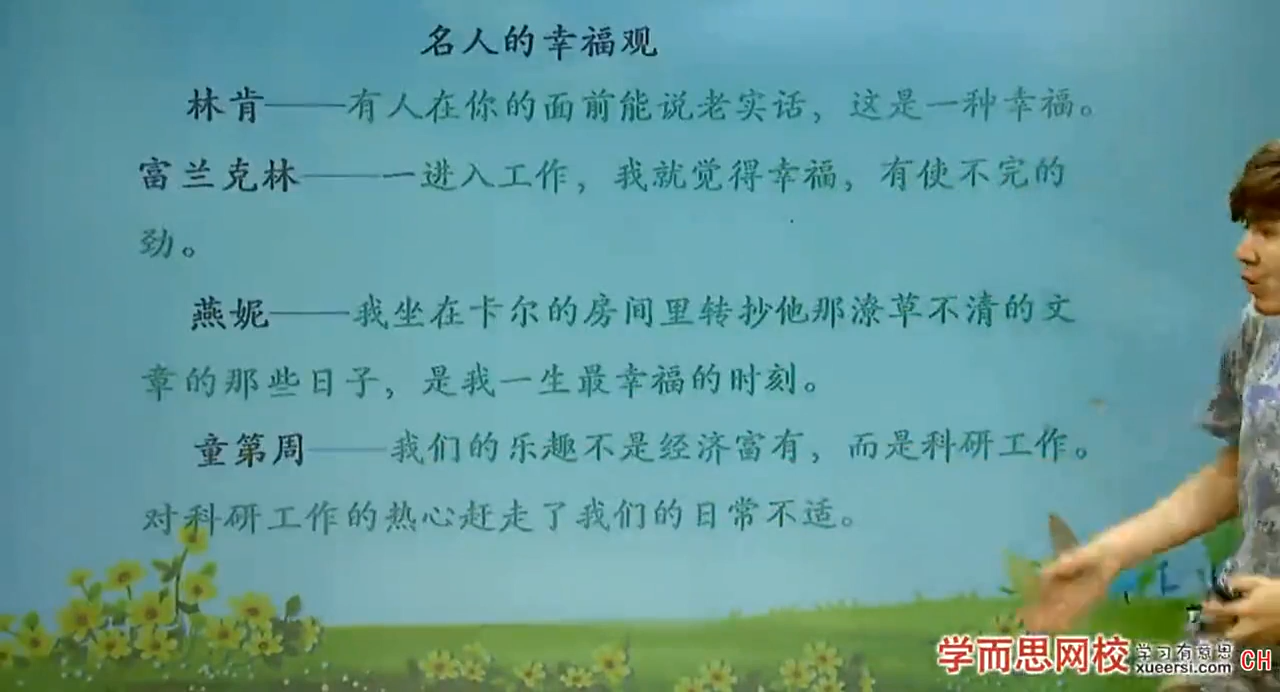 名人的幸福观
林肯——有人在你的面前能说老实话，这是一种幸福。
富兰克林——一进入工作，我就觉得幸福，有使不完的
劲。
燕妮——我坐在卡尔的房间里转抄他那潦草不清的文
章的那些日子，是我一生最幸福的时刻。
童第周——我们的乐趣不是经济富有，而是科研工作。
对科研工作的热心赶走了我们的日常不适。
学而思网校 学习有意思
xueersi.com CH